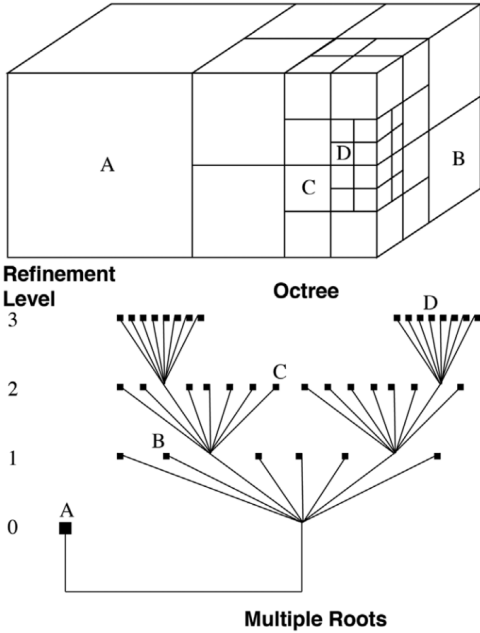 A
D
B
C
Refinement
Level
Octree
3
D
2
C
1
B
0
A
Multiple Roots